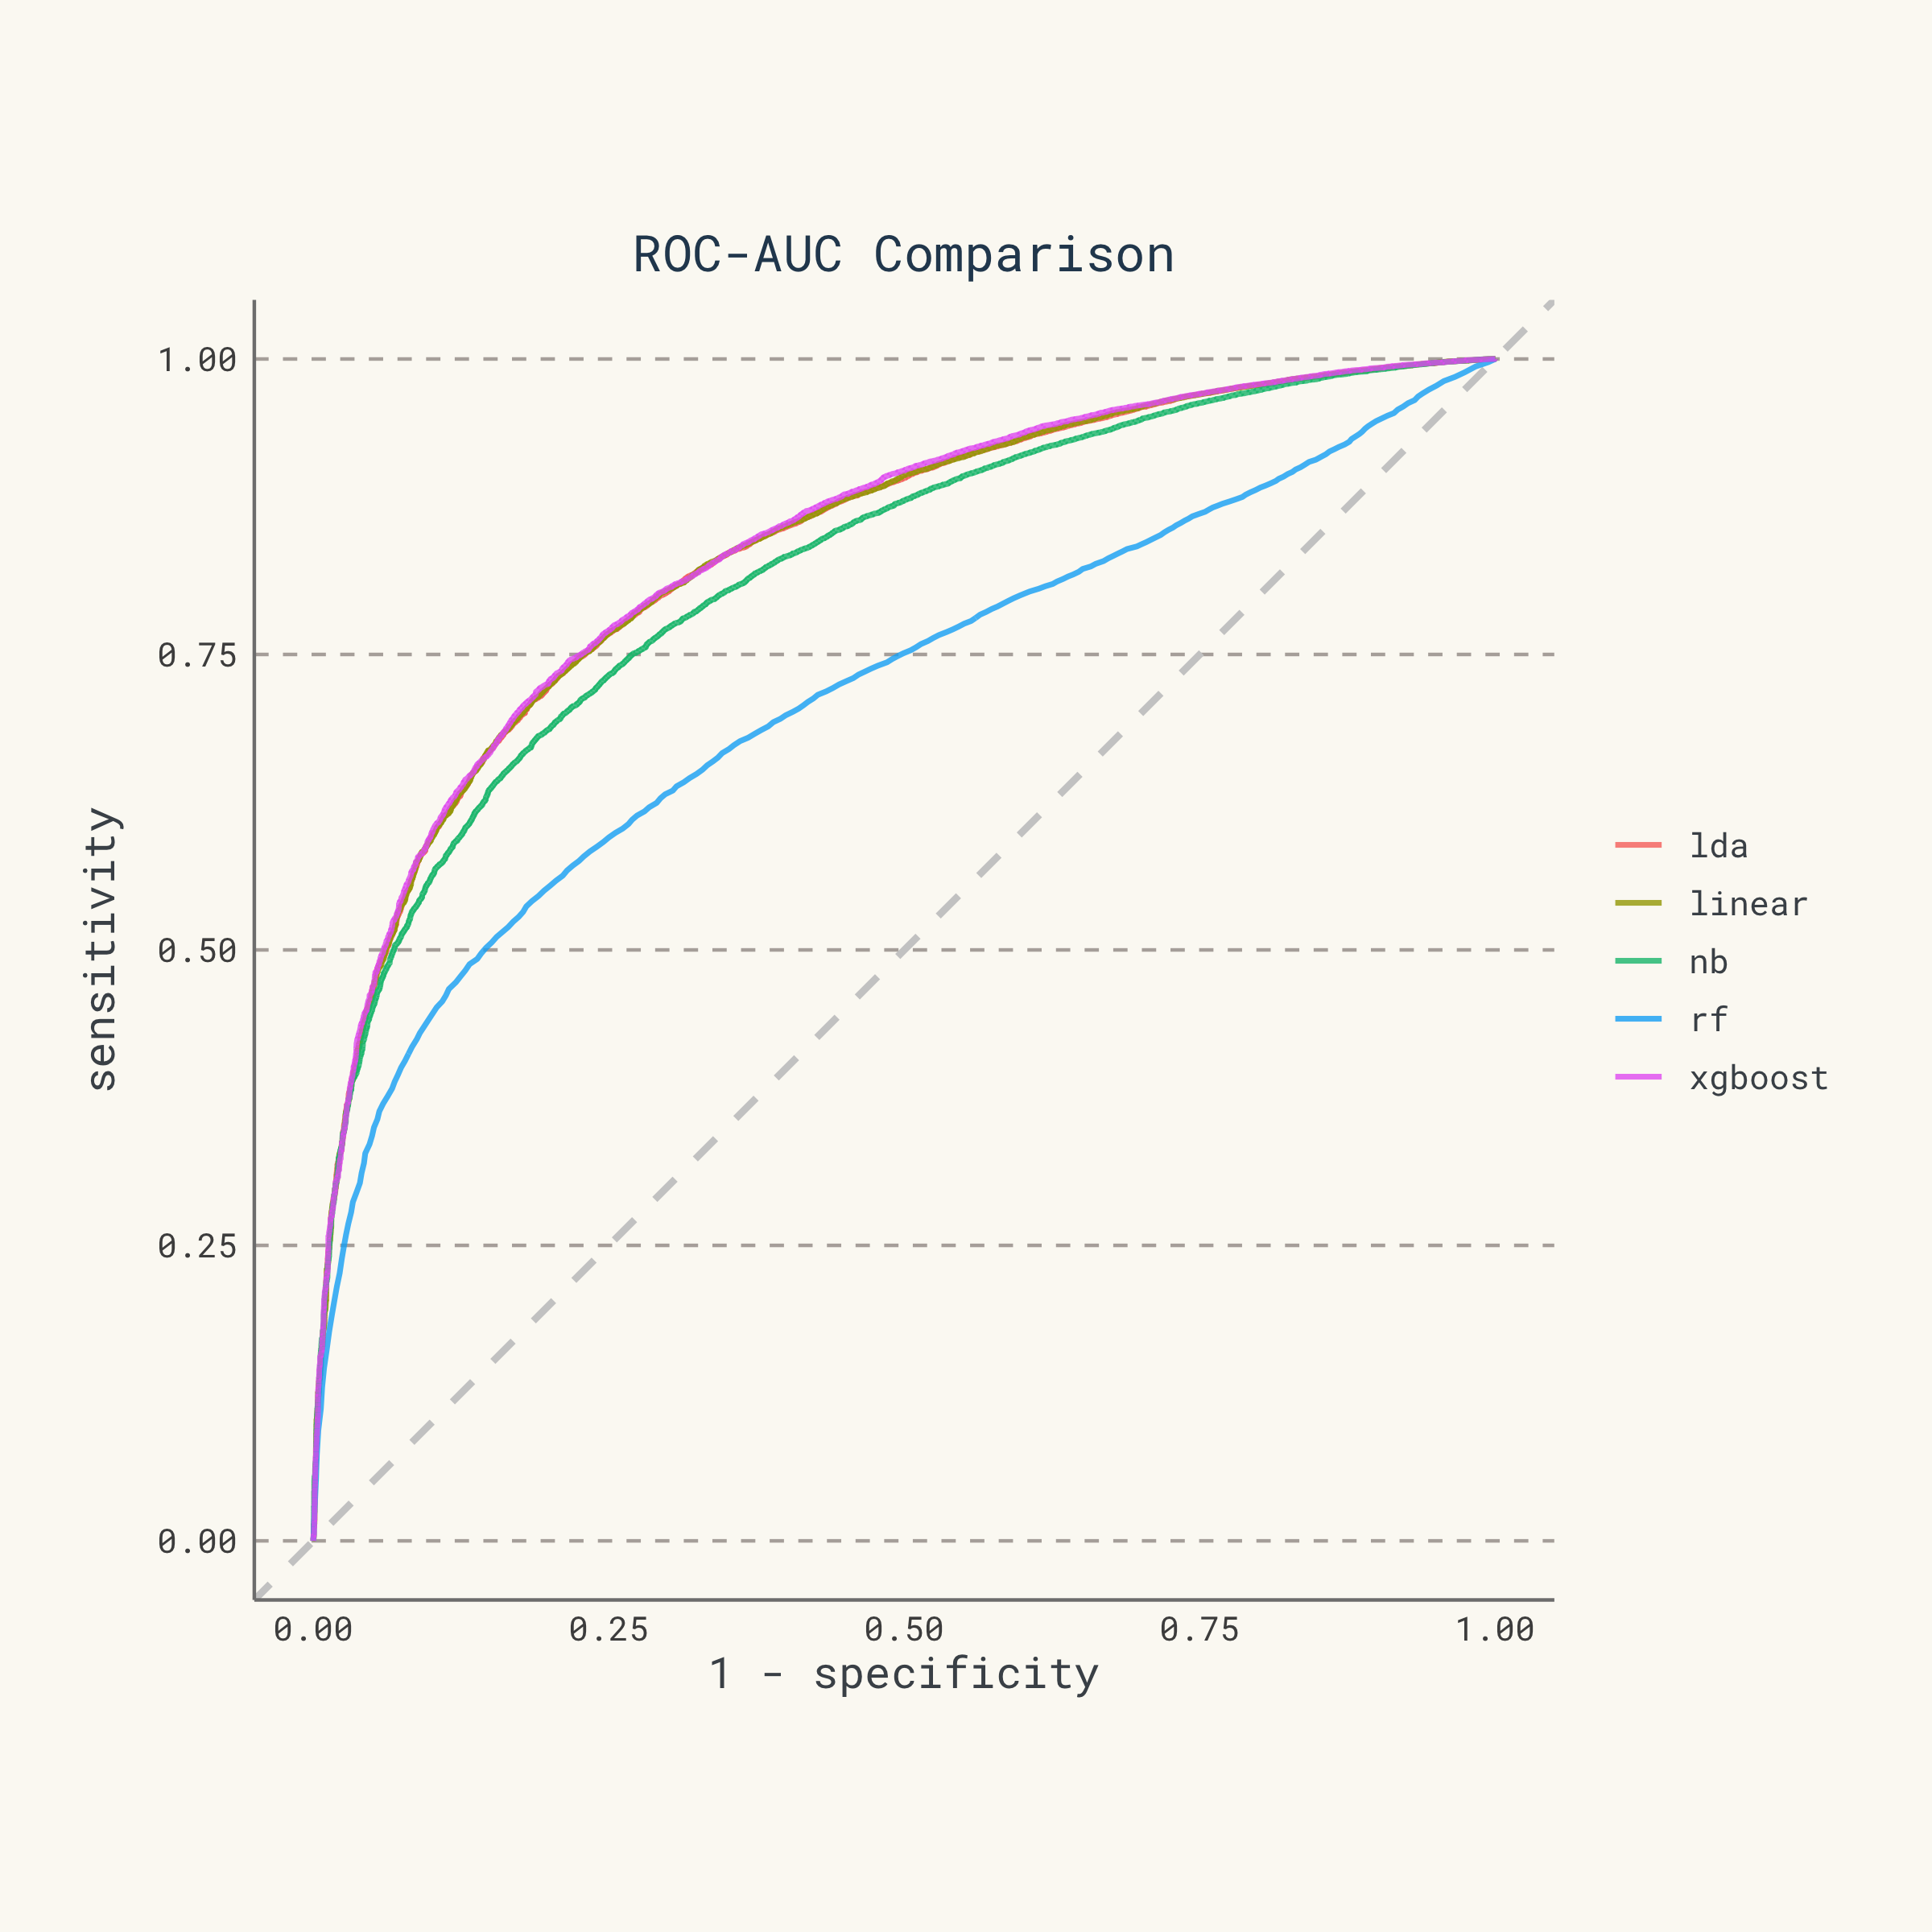 ROC-AUC Comparison
sensitivity
1.00
0.75
0.50
0.25
0.00
0.00 0.25 0.50 0.75 1.00
1 - specificity
lda
linear
nb
rf
xgboost